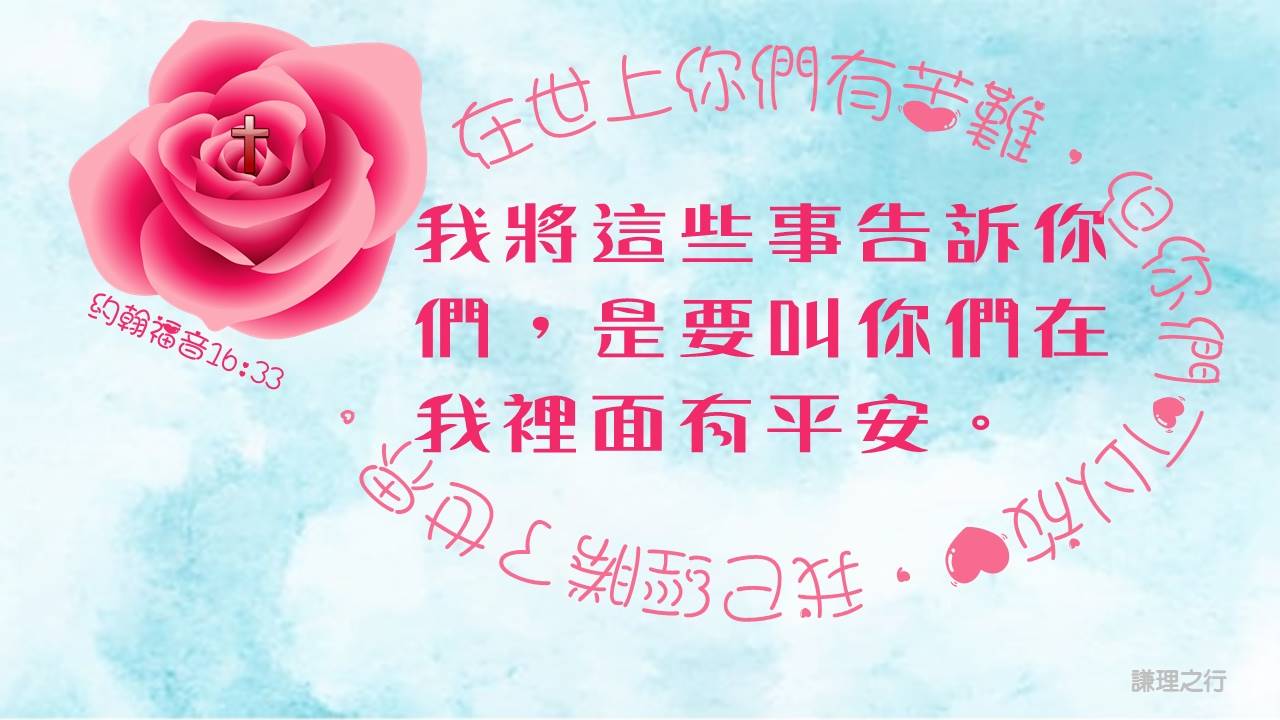 我將這些事告訴你
們，是要叫你們在
我裡面有平安。
在世上你們有苦難，但你們可以放心，我已經勝了世界。
約翰福音16:33
謙理之行